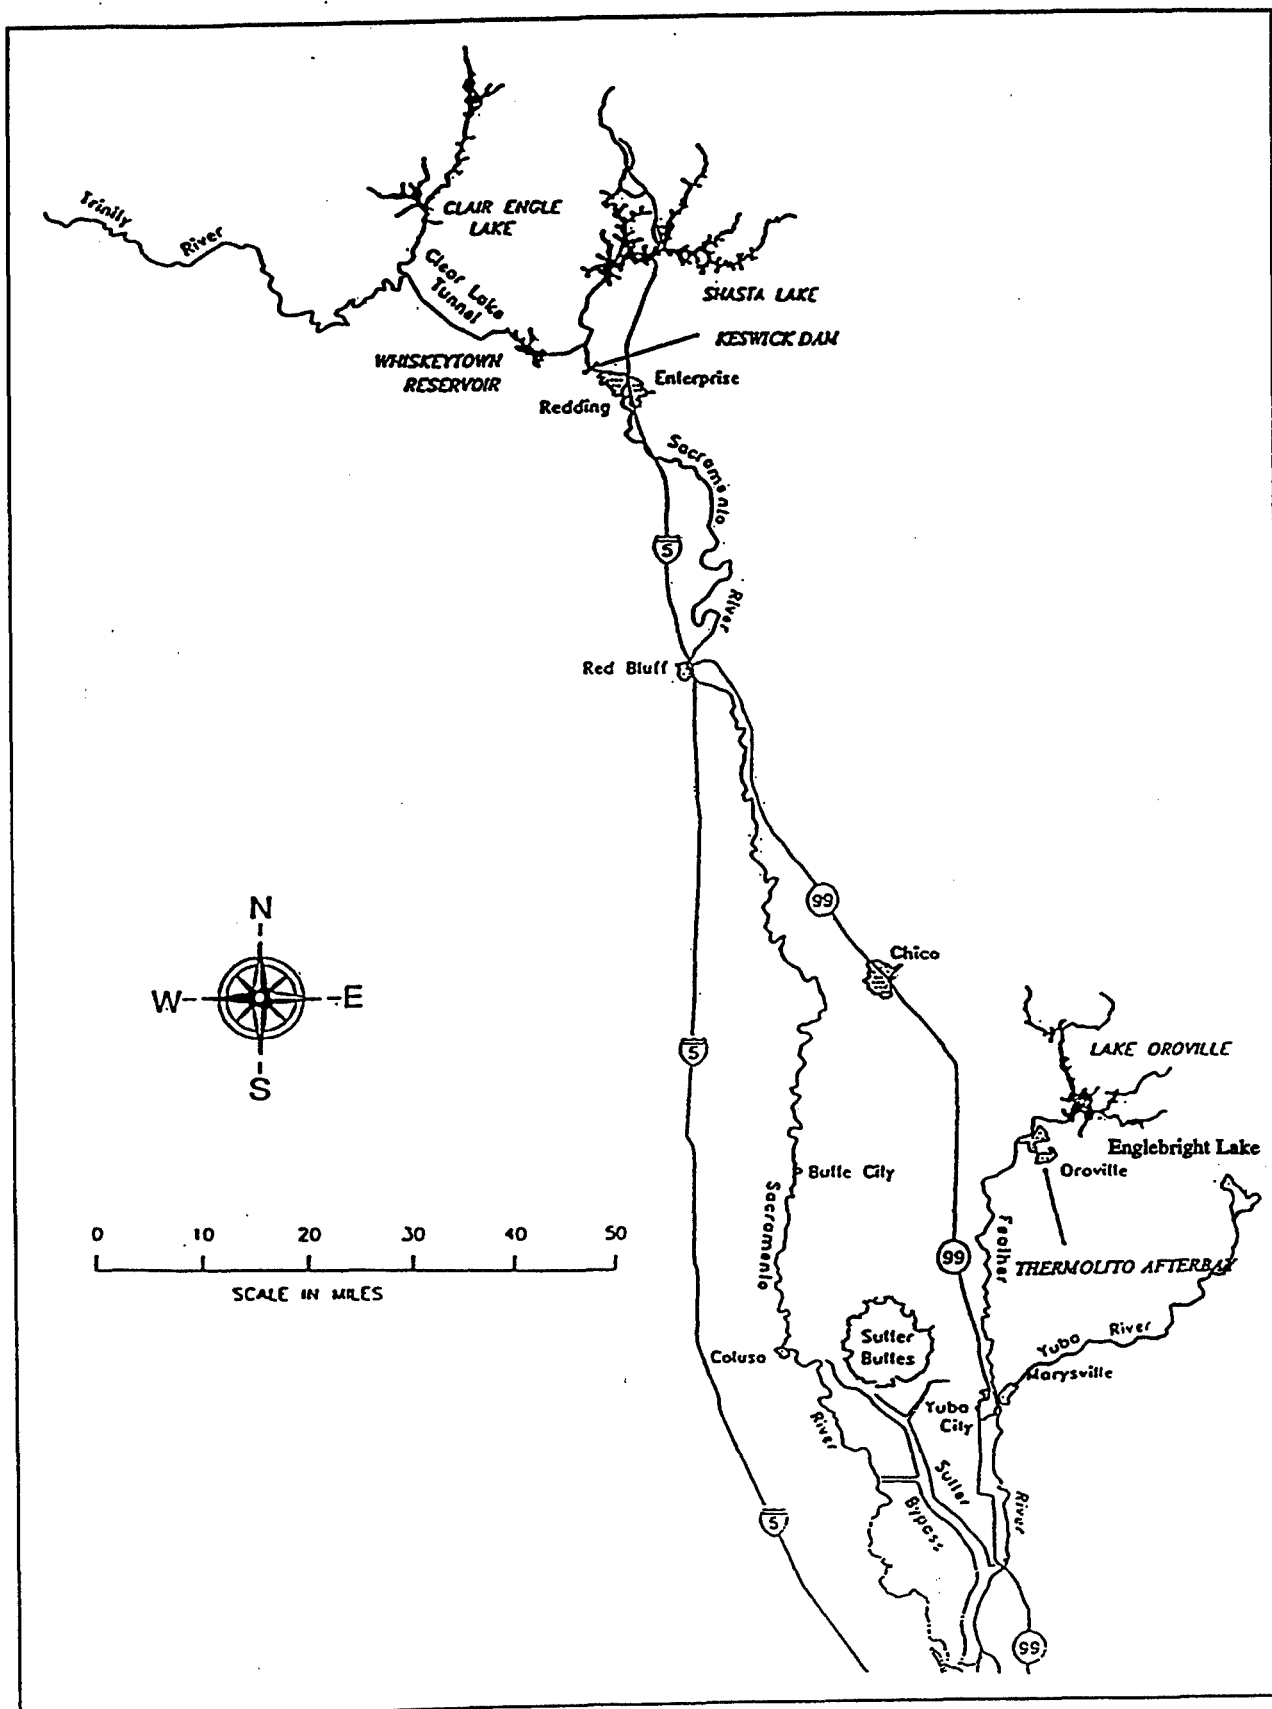 Trinity
River
CLAIR ENGLE
LAKE
Clear Lake
Tunnel
SHASTA LAKE
KESWICK DAM
WHISKEYTOWN
RESERVOIR
Enterprise
Redding
Sacramento
River
5
Red Bluff
99
N
W
E
S
Chico
5
LAKE OROVILLE
Englebright Lake
Oroville
Butte City
Sacramento
Feather
0 10 20 30 40 50
SCALE IN MILES
99
THERMOLITO AFTERBAY
Sutter
Buttes
Yuba River
Colusa
Marysville
Yuba
City
River
Sutter
Bypass
River
5
99